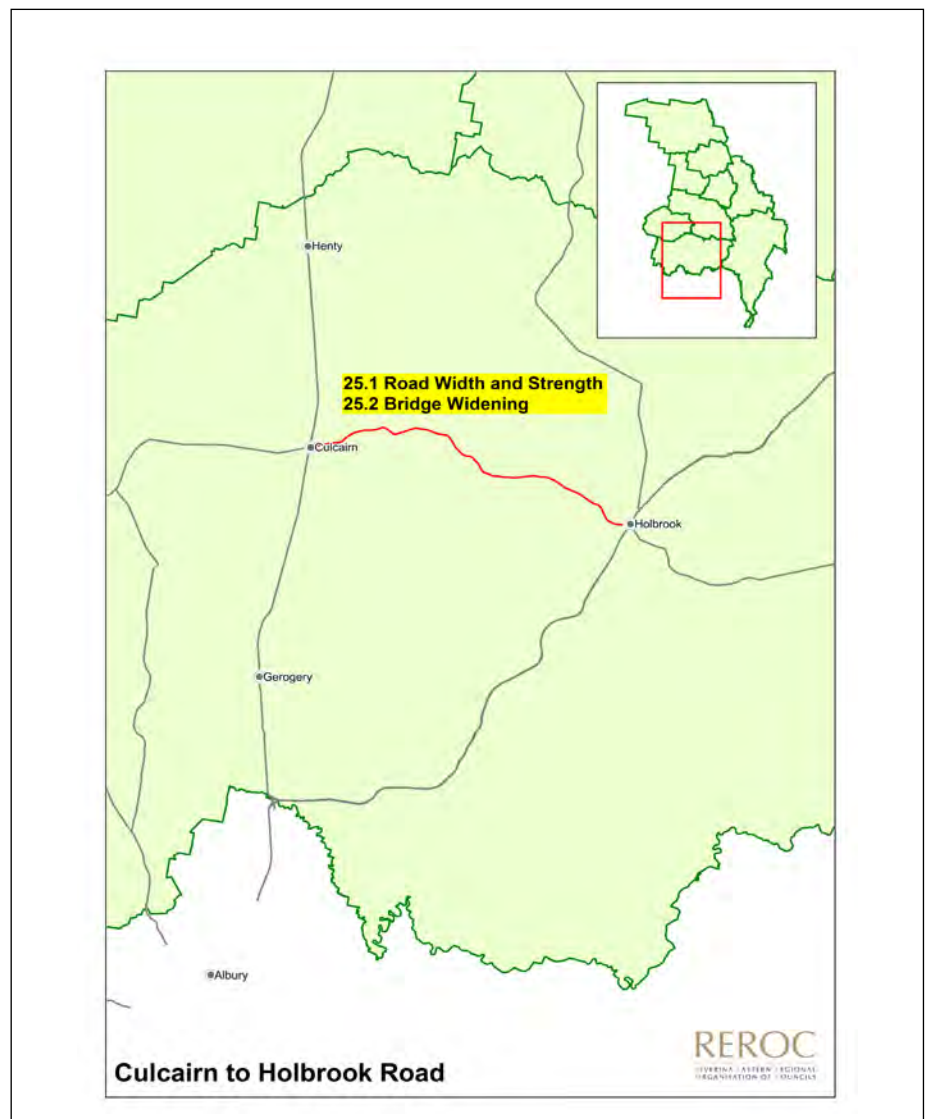 Henty
25.1 Road Width and Strength
25.2 Bridge Widening
Culcairn
Holbrook
Gerogery
Albury
Culcairn to Holbrook Road
REROC
RIVERINA EASTERN REGIONAL
ORGANISATION OF COUNCILS